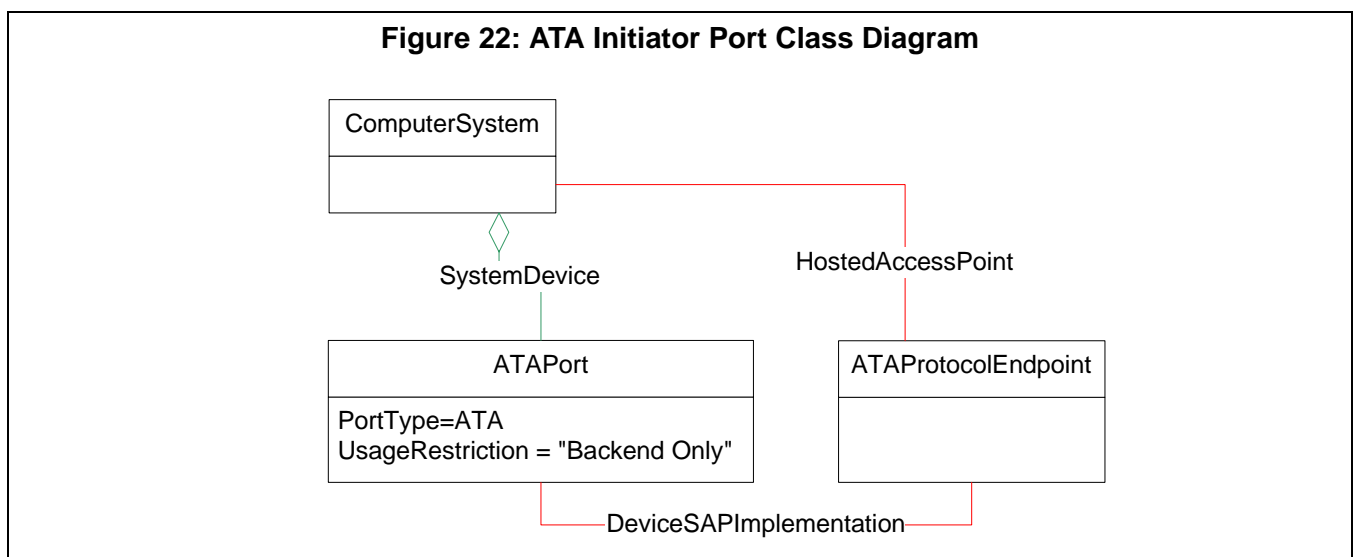 Figure 22: ATA Initiator Port Class Diagram
ComputerSystem
SystemDevice
HostedAccessPoint
ATAPort
PortType=ATA
UsageRestriction = "Backend Only"
ATAProtocolEndpoint
DeviceSAPImplementation